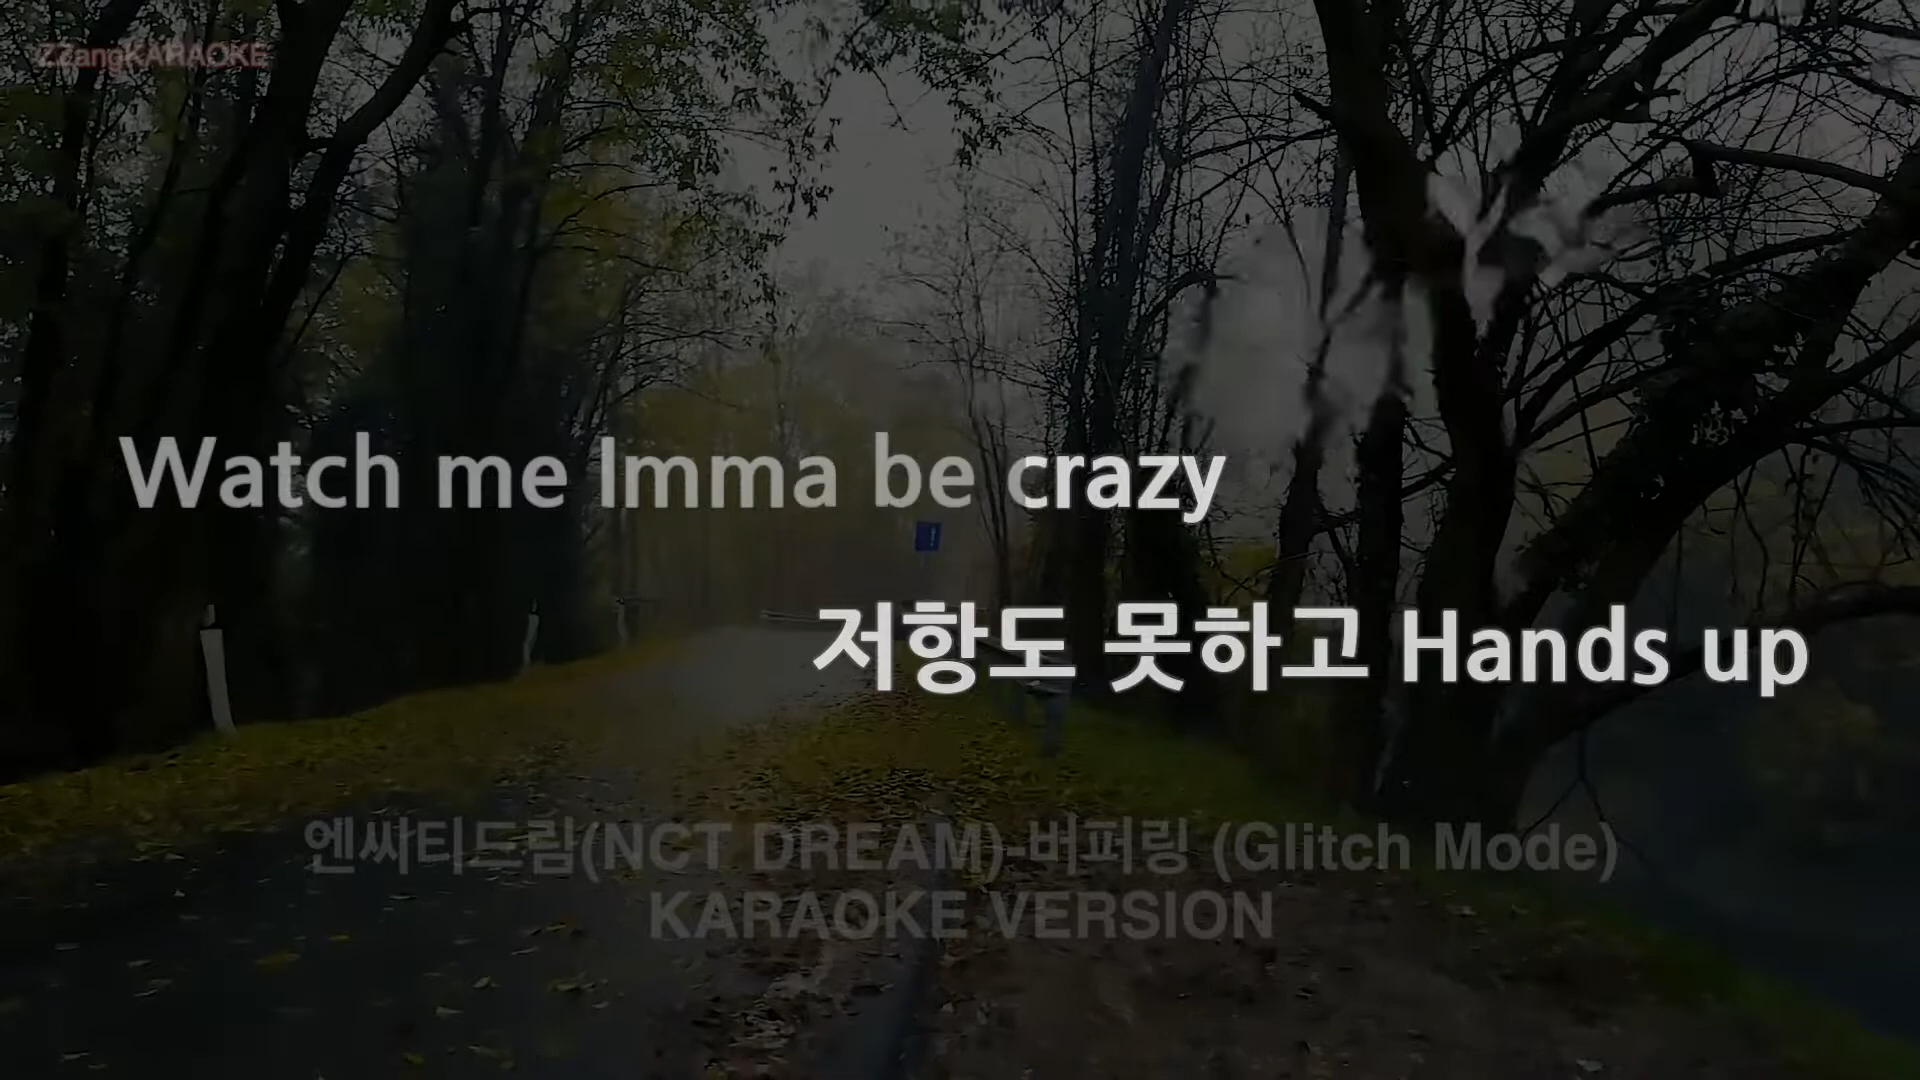 ZZangKARAOKE
Watch me Imma be crazy
저항도 못하고 Hands up
엔씨티드림(NCT DREAM)-버퍼링 (Glitch Mode)
KARAOKE VERSION